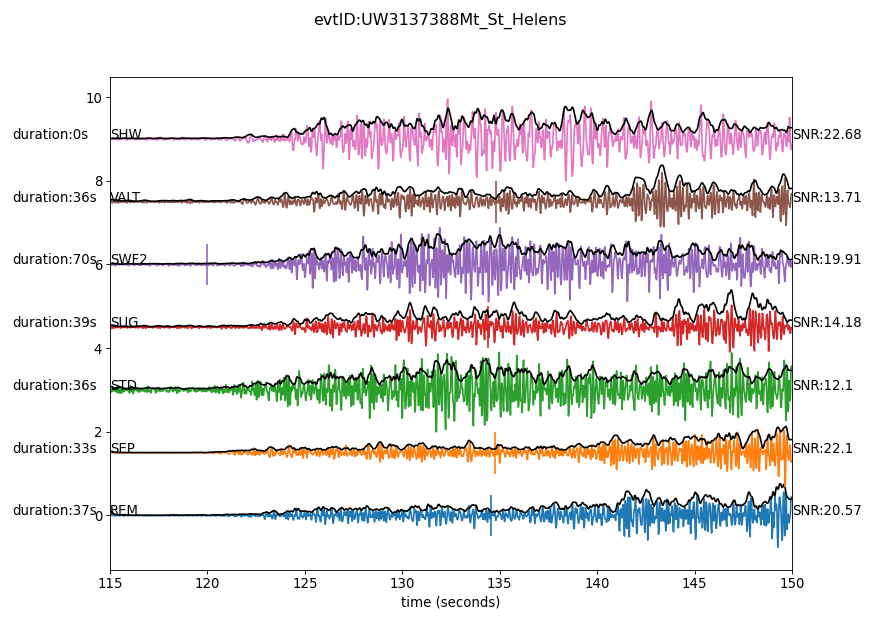 evtID:UW3137388Mt_St_Helens
10
duration:0s SHW SNR:22.68
8
duration:36s VALT SNR:13.71
duration:70s SWF2 SNR:19.91
6
duration:39s SUG SNR:14.18
4
duration:36s STD SNR:12.1
2
duration:33s SEP SNR:22.1
duration:37s REM SNR:20.57
0
115 120 125 130 135 140 145 150
time (seconds)